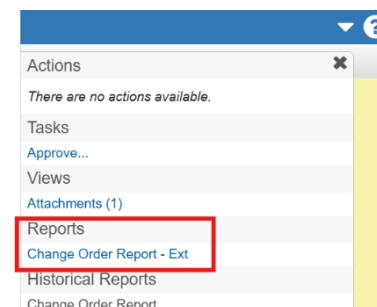 Actions
There are no actions available.
Tasks
Approve...
Views
Attachments (1)
Reports
Change Order Report - Ext
Historical Reports
Change Order Report